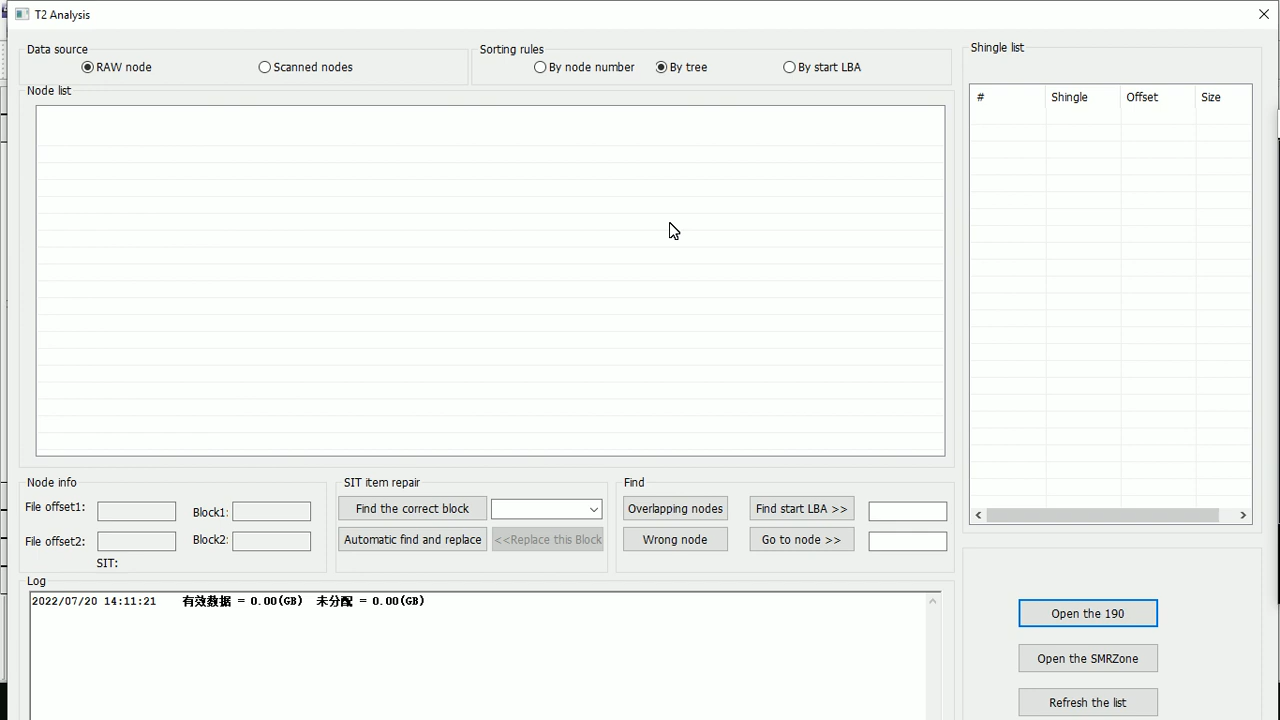 T2 Analysis
Data source
RAW node Scanned nodes
Sorting rules
By node number By tree By start LBA
Shingle list
# Shingle Offset Size
Node list
Node info
File offset1: Block1:
File offset2: Block2:
SIT:
SIT item repair
Find the correct block
Automatic find and replace <<Replace this Block
Find
Overlapping nodes Find start LBA >>
Wrong node Go to node >>
Log
2022/07/20 14:11:21 有效数据 = 0.00(GB) 未分配 = 0.00(GB)
Open the 190
Open the SMRZone
Refresh the list